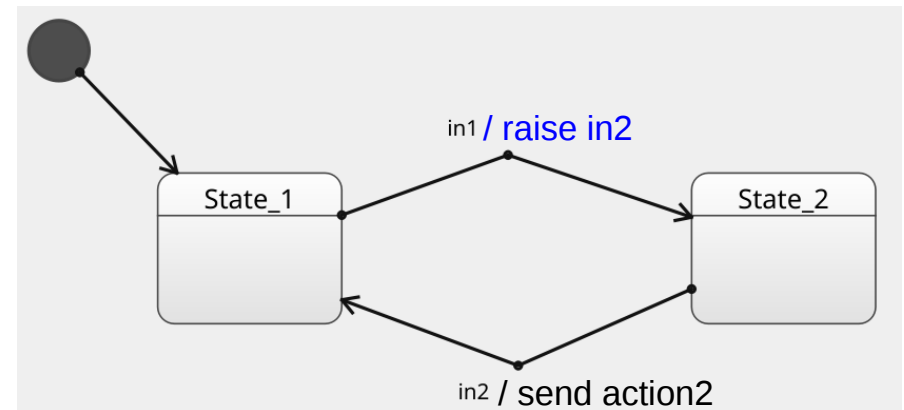 in1 / raise in2
State_1
State_2
in2 / send action2